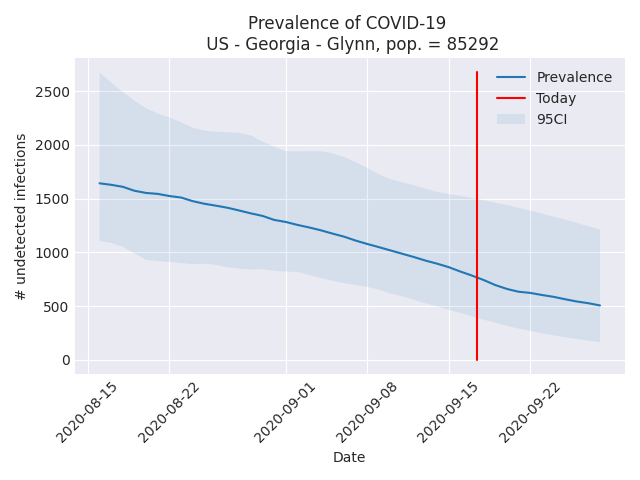 Prevalence of COVID-19
US - Georgia - Glynn, pop. = 85292
Prevalence
Today
95CI
# undetected infections
2500
2000
1500
1000
500
0
2020-08-15
2020-08-22
2020-09-01
2020-09-08
2020-09-15
2020-09-22
Date